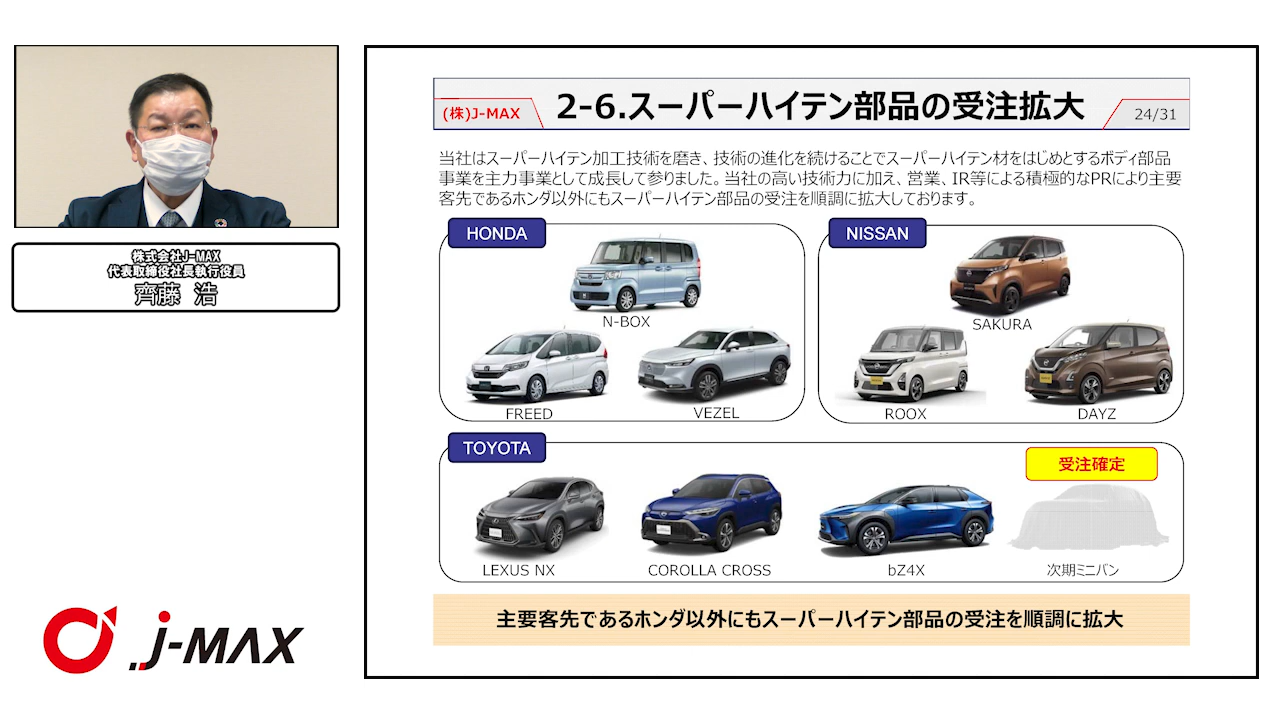 株式会社J-MAX
代表取締役社長執行役員
齊藤 浩
J-MAX
(株)J-MAX
2-6.スーパーハイテン部品の受注拡大
24/31
当社はスーパーハイテン加工技術を磨き、技術の進化を続けることでスーパーハイテン材をはじめとするボディ部品
事業を主力事業として成長して参りました。当社の高い技術力に加え、営業、IR等による積極的なPRにより主要
客先であるホンダ以外にもスーパーハイテン部品の受注を順調に拡大しております。
HONDA
N-BOX
FREED
VEZEL
NISSAN
SAKURA
ROOX
DAYZ
TOYOTA
受注確定
LEXUS NX
COROLLA CROSS
bZ4X
次期ミニバン
主要客先であるホンダ以外にもスーパーハイテン部品の受注を順調に拡大